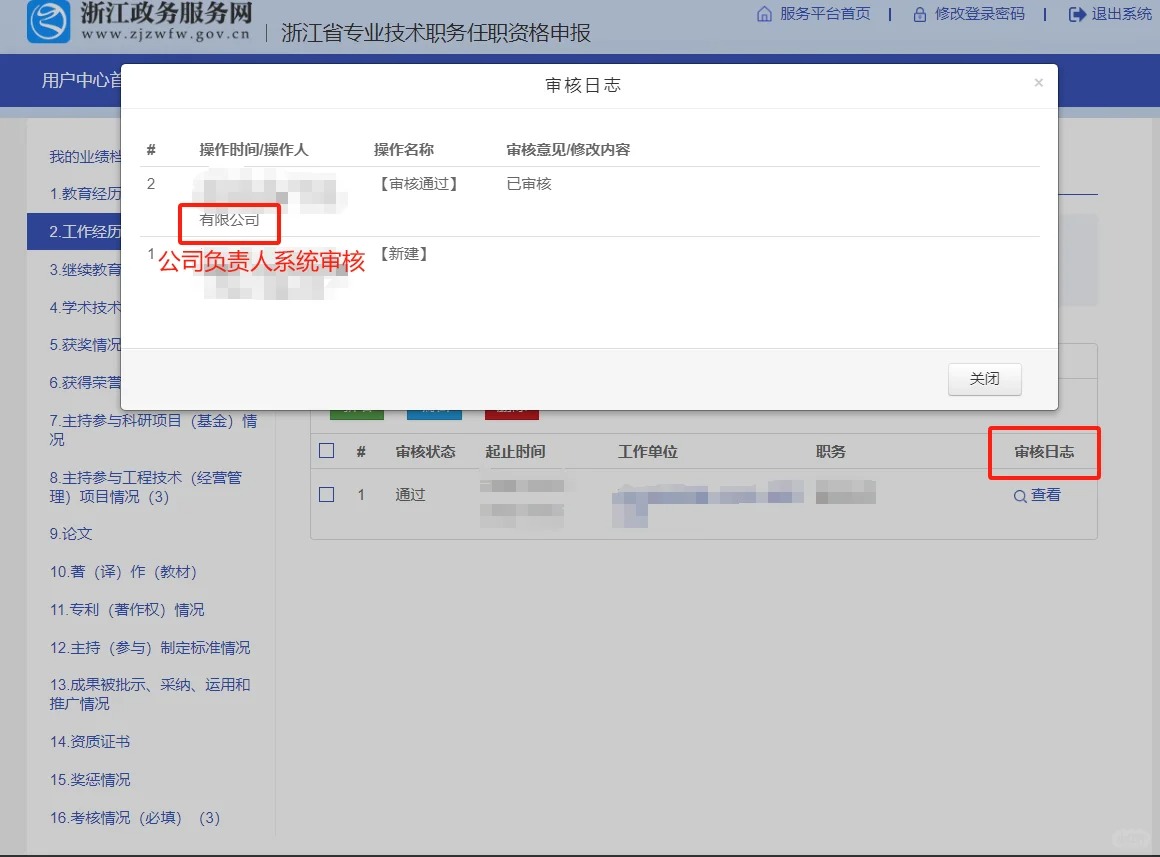 浙江政务服务网
www.zjzwfw.gov.cn
浙江省专业技术职务任职资格申报
服务平台首页
修改登录密码
退出系统
用户中心首
审核日志
×
# 操作时间/操作人 操作名称 审核意见/修改内容
2 【审核通过】 已审核
有限公司
1 【新建】
公司负责人系统审核
关闭
我的业绩档
1.教育经历
2.工作经历
3.继续教育
4.学术技术
5.获奖情况
6.获得荣誉
7.主持参与科研项目（基金）情
况
8.主持参与工程技术（经营管
理）项目情况（3）
9.论文
10.著（译）作（教材）
11.专利（著作权）情况
12.主持（参与）制定标准情况
13.成果被批示、采纳、运用和
推广情况
14.资质证书
15.奖惩情况
16.考核情况（必填）（3）
# 审核状态 起止时间 工作单位 职务 审核日志
1 通过 查看